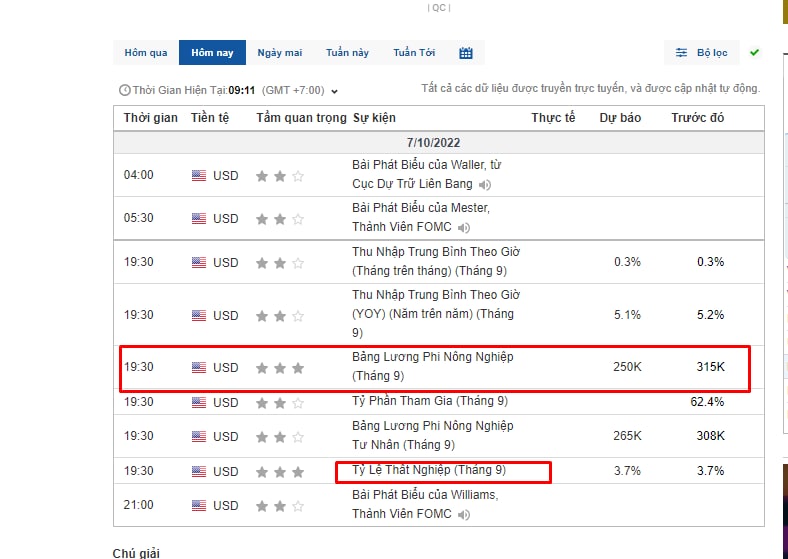 | QC |
Hôm qua Hôm nay Ngày mai Tuần này Tuần Tới Bộ lọc
Thời Gian Hiện Tại:09:11 (GMT +7:00) Tất cả các dữ liệu được truyền trực tuyến, và được cập nhật tự động.
Thời gian Tiền tệ Tầm quan trọng Sự kiện Thực tế Dự báo Trước đó
7/10/2022
04:00 USD Bài Phát Biểu của Waller, từ
Cục Dự Trữ Liên Bang
05:30 USD Bài Phát Biểu của Mester,
Thành Viên FOMC
19:30 USD Thu Nhập Trung Bình Theo Giờ
(Tháng trên tháng) (Tháng 9) 0.3% 0.3%
19:30 USD Thu Nhập Trung Bình Theo Giờ
(YOY) (Năm trên năm) (Tháng
9) 5.1% 5.2%
19:30 USD Bảng Lương Phi Nông Nghiệp
(Tháng 9) 250K 315K
19:30 USD Tỷ Phần Tham Gia (Tháng 9) 62.4%
19:30 USD Bảng Lương Phi Nông Nghiệp
Tư Nhân (Tháng 9) 265K 308K
19:30 USD Tỷ Lê Thất Nghiệp (Tháng 9) 3.7% 3.7%
21:00 USD Bài Phát Biểu của Williams,
Thành Viên FOMC
Chú giải